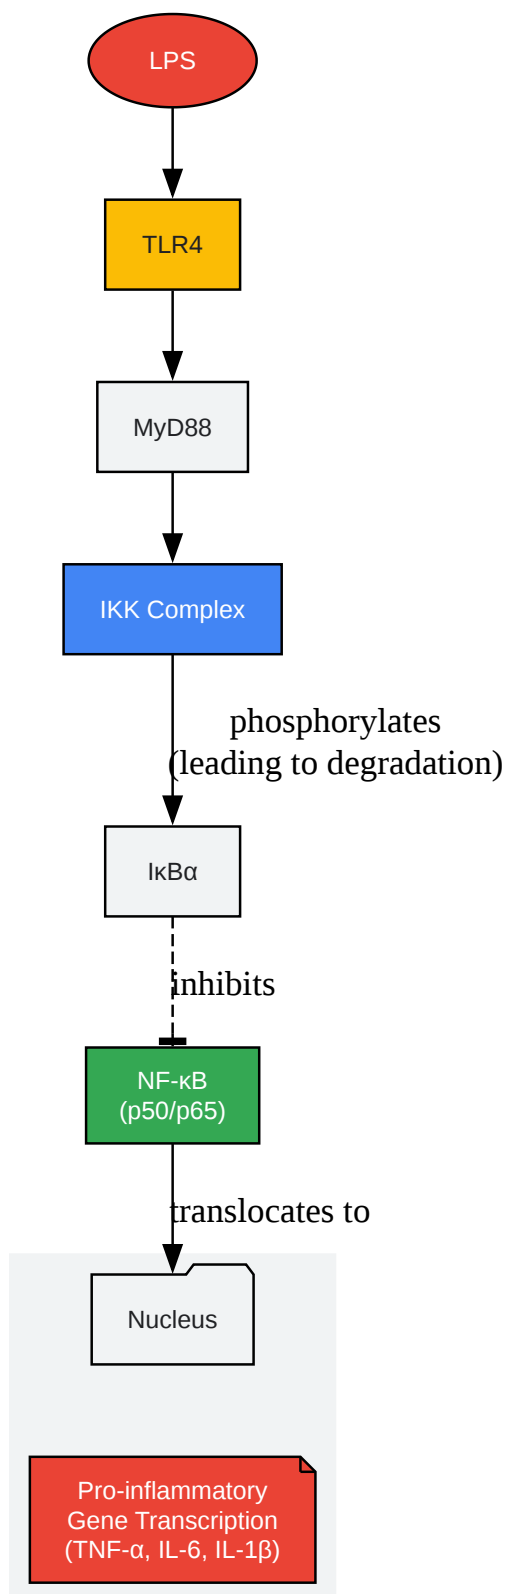 LPS
TLR4
MyD88
IKK Complex
phosphorylates
(leading to degradation)
IκBα
inhibits
NF-κB
(p50/p65)
translocates to
Nucleus
Pro-inflammatory
Gene Transcription
(TNF-α, IL-6, IL-1β)